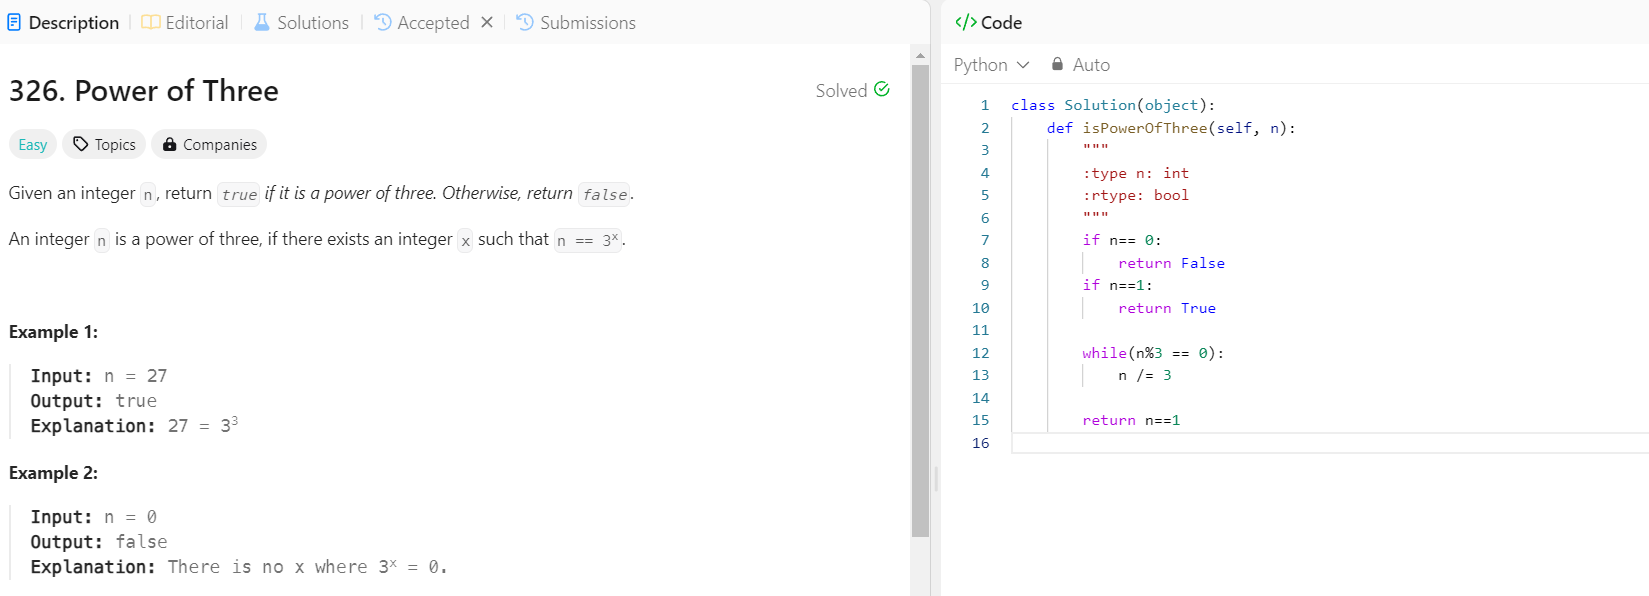 Description Editorial Solutions Accepted Submissions
326. Power of Three
Solved
Easy Topics Companies
Given an integer n, return true if it is a power of three. Otherwise, return false.
An integer n is a power of three, if there exists an integer x such that n == 3ˣ.
Example 1:
Input: n = 27
Output: true
Explanation: 27 = 3³
Example 2:
Input: n = 0
Output: false
Explanation: There is no x where 3ˣ = 0.
</> Code
Python Auto
1 class Solution(object):
2 def isPowerOfThree(self, n):
3 """
4 :type n: int
5 :rtype: bool
6 """
7 if n== 0:
8 return False
9 if n==1:
10 return True
11
12 while(n%3 == 0):
13 n /= 3
14
15 return n==1
16